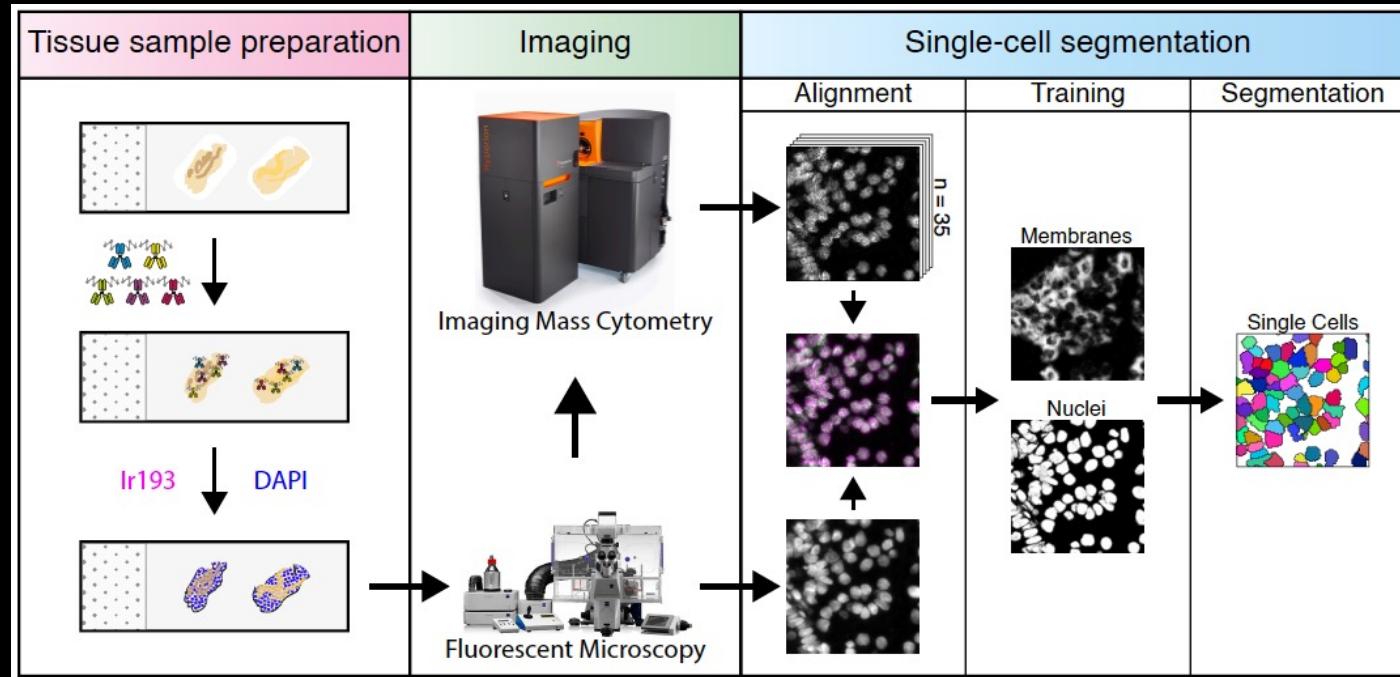 Tissue sample preparation
Imaging
Single-cell segmentation
Alignment
Training
Segmentation
Ir193
DAPI
Imaging Mass Cytometry
Fluorescent Microscopy
n = 35
Membranes
Nuclei
Single Cells